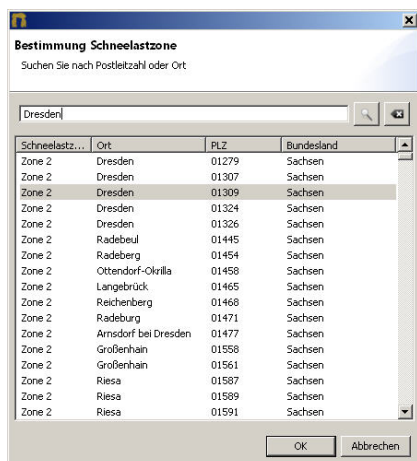 Bestimmung Schneelastzone
Suchen Sie nach Postleitzahl oder Ort
Dresden
Schneelastz... Ort PLZ Bundesland
Zone 2 Dresden 01279 Sachsen
Zone 2 Dresden 01307 Sachsen
Zone 2 Dresden 01309 Sachsen
Zone 2 Dresden 01324 Sachsen
Zone 2 Dresden 01326 Sachsen
Zone 2 Radebeul 01445 Sachsen
Zone 2 Radeberg 01454 Sachsen
Zone 2 Ottendorf-Okrilla 01458 Sachsen
Zone 2 Langebrück 01465 Sachsen
Zone 2 Reichenberg 01468 Sachsen
Zone 2 Radeburg 01471 Sachsen
Zone 2 Arnsdorf bei Dresden 01477 Sachsen
Zone 2 Großenhain 01558 Sachsen
Zone 2 Großenhain 01561 Sachsen
Zone 2 Riesa 01587 Sachsen
Zone 2 Riesa 01589 Sachsen
Zone 2 Riesa 01591 Sachsen
OK Abbrechen